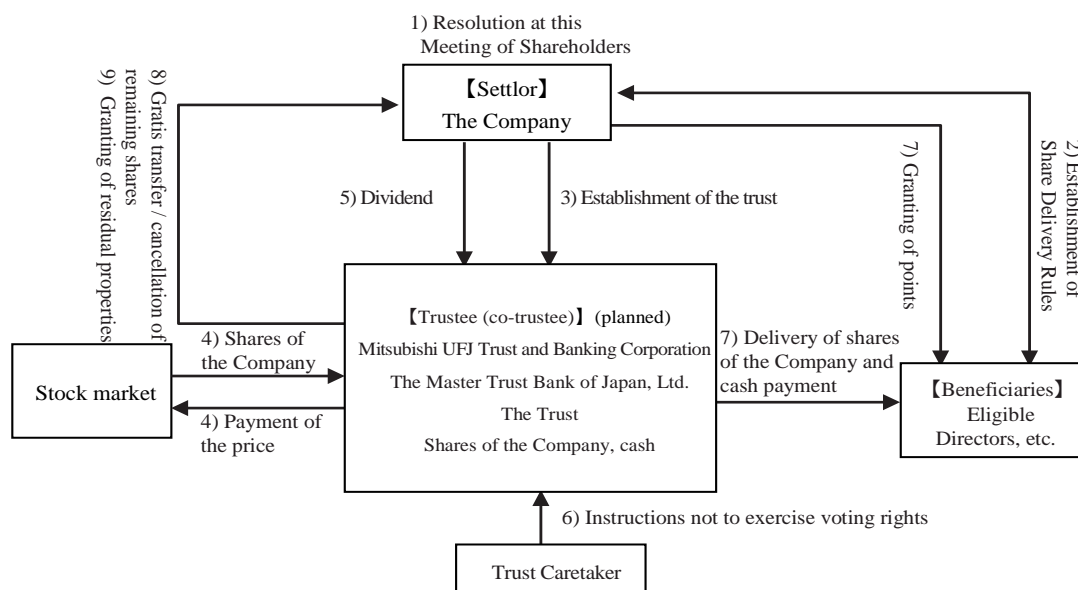 1) Resolution at this
Meeting of Shareholders
【Settlor】
The Company
8) Gratis transfer / cancellation of
remaining shares
9) Granting of residual properties
5) Dividend
3) Establishment of the trust
7) Granting of points
2) Establishment of
Share Delivery Rules
【Trustee (co-trustee)】 (planned)
Mitsubishi UFJ Trust and Banking Corporation
The Master Trust Bank of Japan, Ltd.
The Trust
Shares of the Company, cash
4) Shares of
the Company
Stock market
4) Payment of
the price
7) Delivery of shares
of the Company and
cash payment
【Beneficiaries】
Eligible
Directors, etc.
6) Instructions not to exercise voting rights
Trust Caretaker